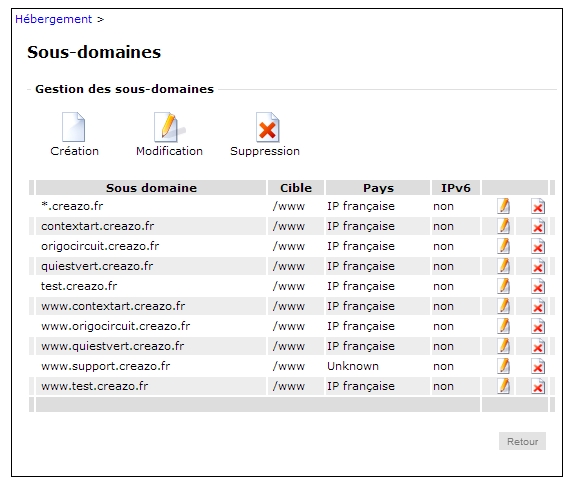 Hébergement >
Sous-domaines
Gestion des sous-domaines
Création Modification Suppression
Sous domaine Cible Pays IPv6
*.creazo.fr /www IP française non
contextart.creazo.fr /www IP française non
origocircuit.creazo.fr /www IP française non
quiestvert.creazo.fr /www IP française non
test.creazo.fr /www IP française non
www.contextart.creazo.fr /www IP française non
www.origocircuit.creazo.fr /www IP française non
www.quiestvert.creazo.fr /www IP française non
www.support.creazo.fr /www Unknown non
www.test.creazo.fr /www IP française non
Retour